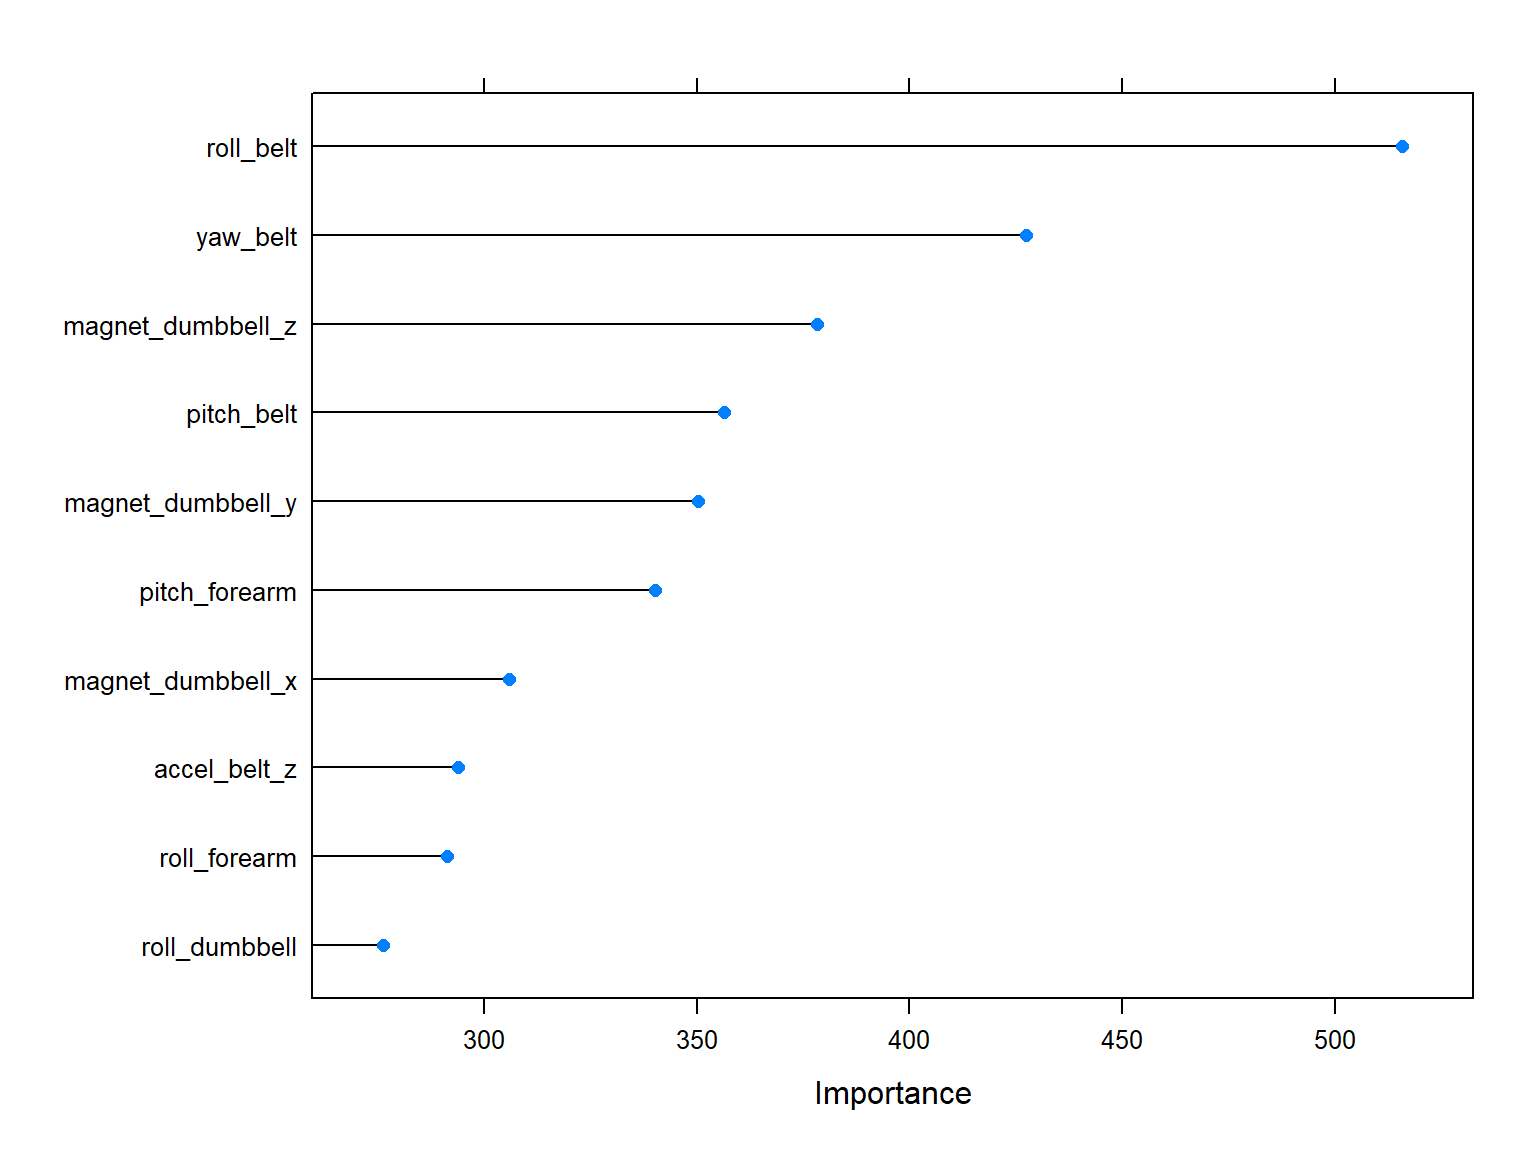 roll_belt
yaw_belt
magnet_dumbbell_z
pitch_belt
magnet_dumbbell_y
pitch_forearm
magnet_dumbbell_x
accel_belt_z
roll_forearm
roll_dumbbell
300 350 400 450 500
Importance